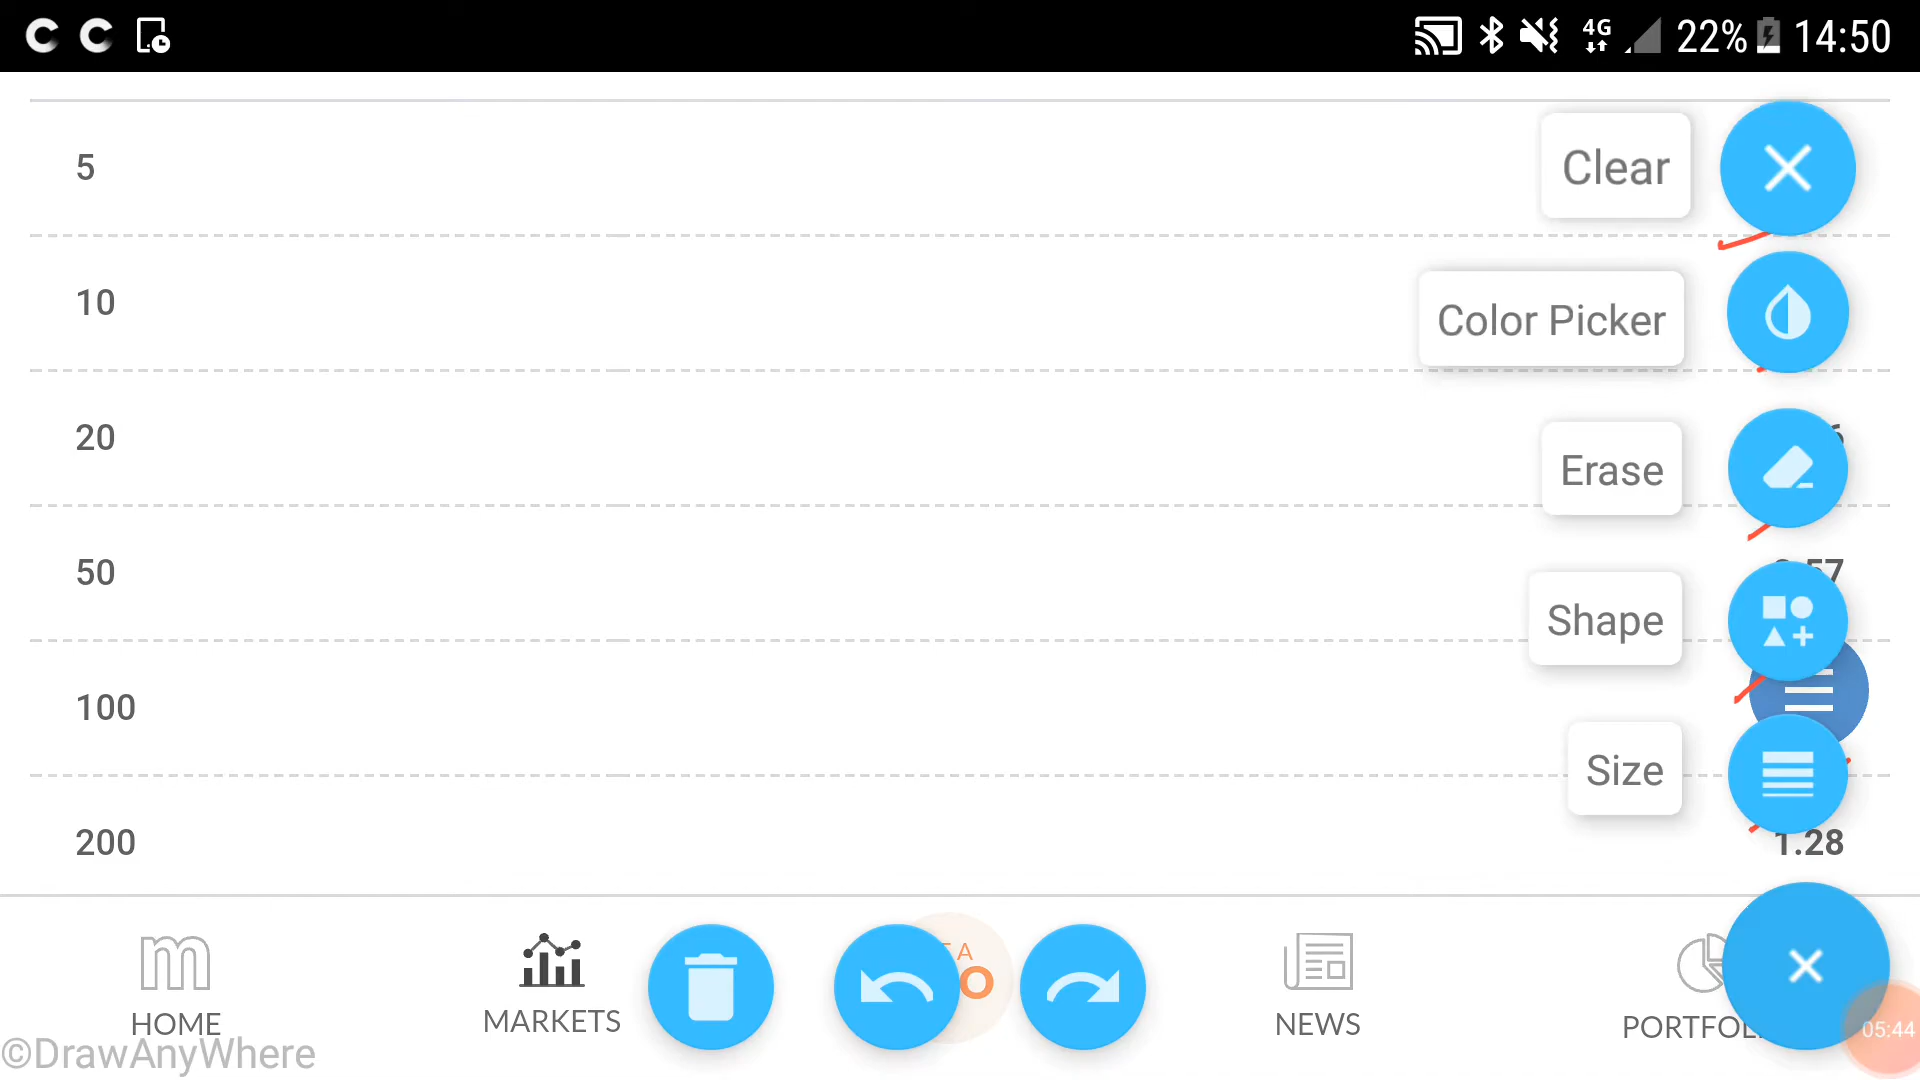 4G 22% 14:50
5
Clear
10
Color Picker
20
Erase
50
Shape
100
Size
200
1.28
HOME
MARKETS
NEWS
05:44
©DrawAnyWhere